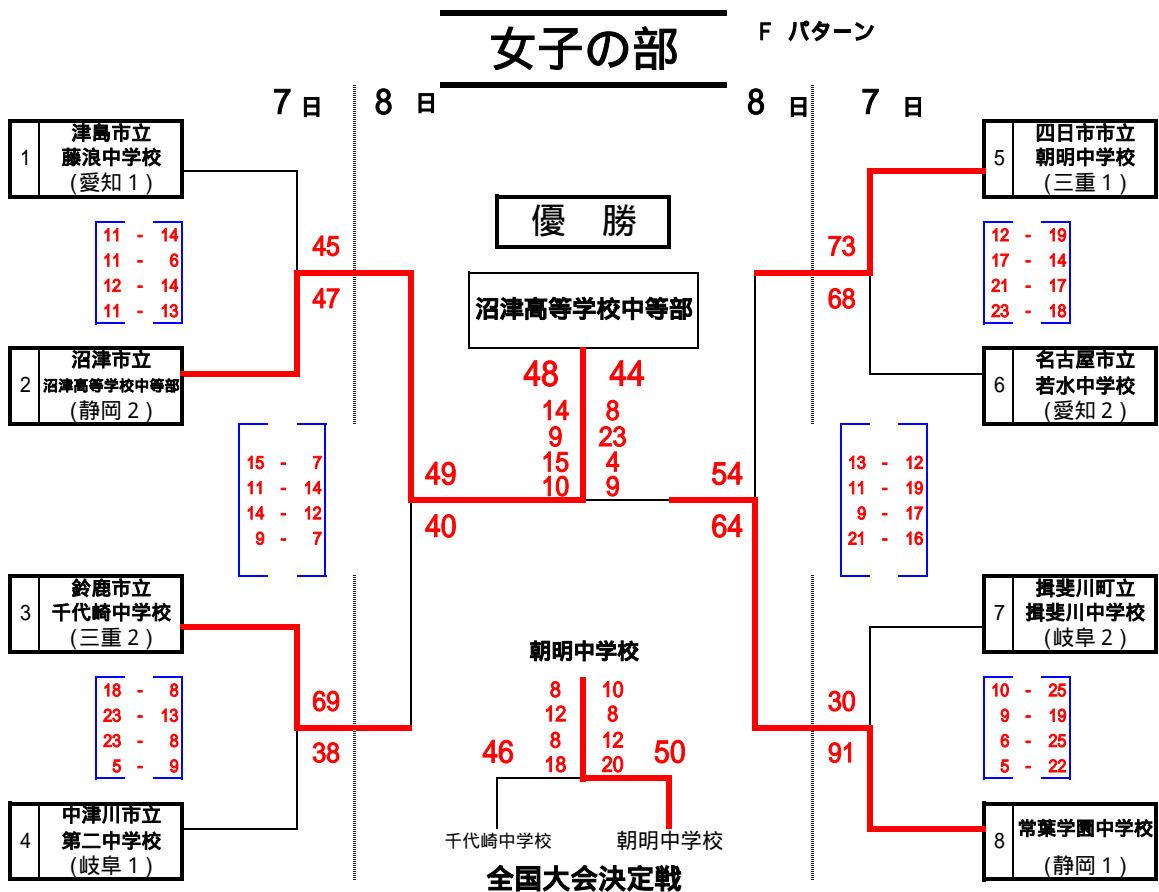 女子の部
F パターン
7 日
8 日
8 日
7 日
1
津島市立
藤浪中学校
(愛知1)
11 - 14
11 - 6
12 - 14
11 - 13
45
47
2
沼津市立
沼津高等学校中等部
(静岡2)
15 - 7
11 - 14
14 - 12
9 - 7
49
40
3
鈴鹿市立
千代崎中学校
(三重2)
18 - 8
23 - 13
23 - 8
5 - 9
69
38
4
中津川市立
第二中学校
(岐阜1)
優 勝
沼津高等学校中等部
48 44
14 8
9 23
15 4
10 9
朝明中学校
8 10
12 8
8 12
18 20
46 50
千代崎中学校 朝明中学校
全国大会決定戦
5
四日市市立
朝明中学校
(三重1)
73
68
12 - 19
17 - 14
21 - 17
23 - 18
6
名古屋市立
若水中学校
(愛知2)
54
64
13 - 12
11 - 19
9 - 17
21 - 16
7
揖斐川町立
揖斐川中学校
(岐阜2)
30
91
10 - 25
9 - 19
6 - 25
5 - 22
8
常葉学園中学校
(静岡1)